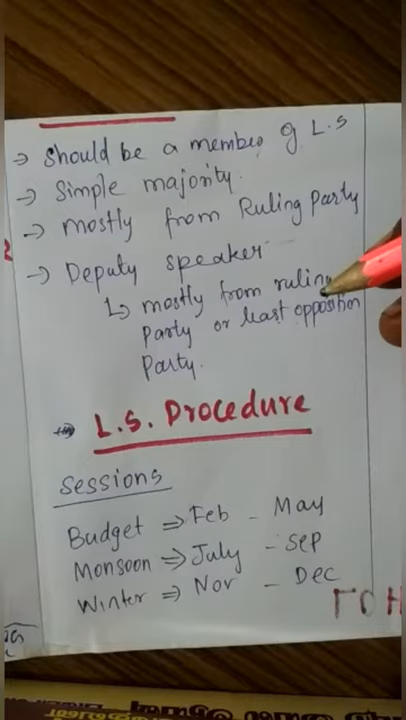 → Should be a member of L.S
→ Simple majority.
→ mostly from Ruling Party
→ Deputy speaker
↳ mostly from ruling
Party or least opposition
Party.
→ L.S. Procedure
Sessions
Budget ⇒ Feb - May
Monsoon ⇒ July - Sep
Winter ⇒ Nov - Dec